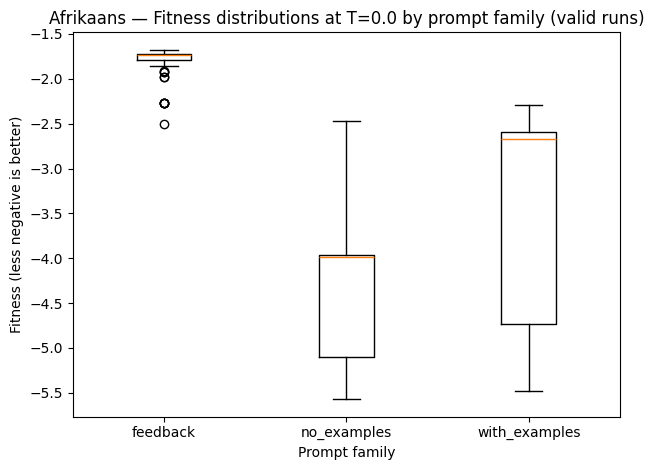 Afrikaans — Fitness distributions at T=0.0 by prompt family (valid runs)
Fitness (less negative is better)
−1.5
−2.0
−2.5
−3.0
−3.5
−4.0
−4.5
−5.0
−5.5
feedback no_examples with_examples
Prompt family